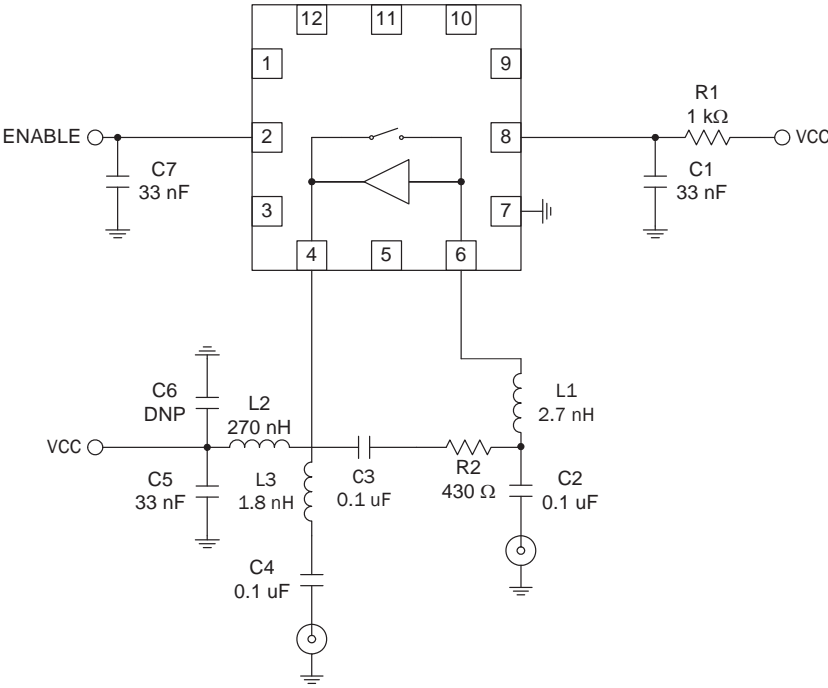 12
11
10
1
9
R1
1 kΩ
ENABLE
2
8
VCC
C7
33 nF
C1
33 nF
3
7
4
5
6
C6
DNP
L2
270 nH
L1
2.7 nH
VCC
C5
33 nF
L3
1.8 nH
C3
0.1 uF
R2
430 Ω
C2
0.1 uF
C4
0.1 uF